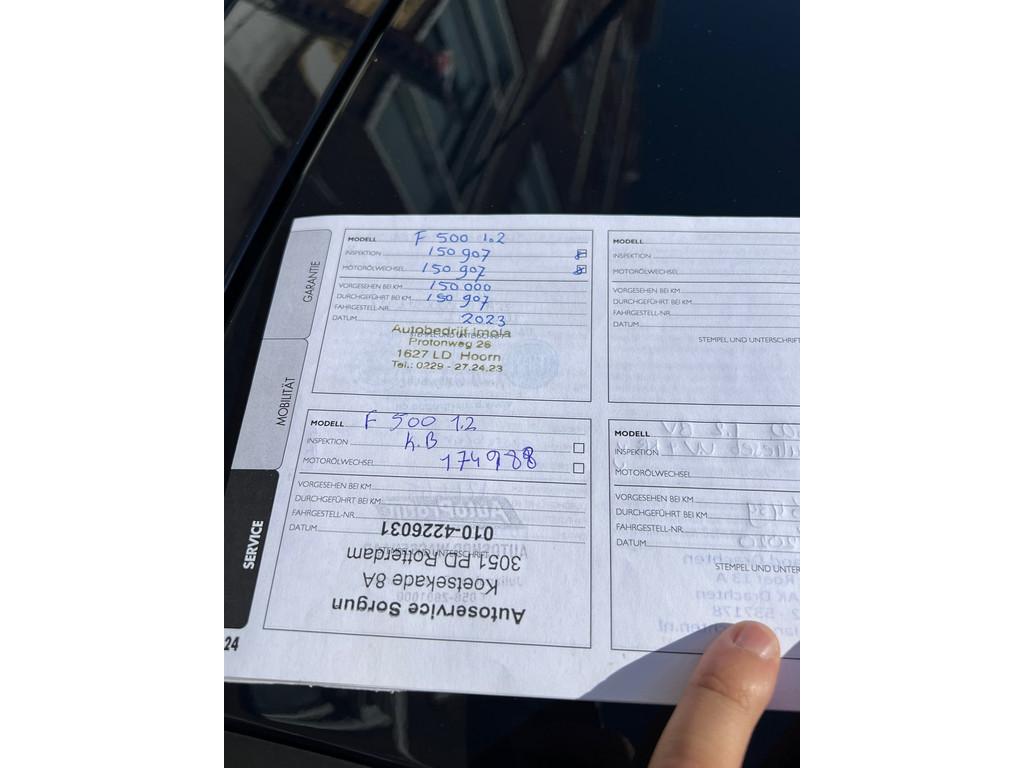 GARANTIE
MOBILITÄT
SERVICE
24
MODELL F 500 1.2
INSPEKTION 150 907
MOTORÖLWECHSEL 150 907
VORGESEHEN BEI KM 150 000
DURCHGEFÜHRT BEI KM 150 907
FAHRGESTELL-NR.
DATUM 2023
Autobedrijf Imola
Protonweg 26
1627 LD Hoorn
Tel.: 0229 - 27.24.23
MODELL
INSPEKTION
MOTORÖLWECHSEL
VORGESEHEN BEI KM
DURCHGEFÜHRT BEI KM
FAHRGESTELL-NR.
DATUM
STEMPEL UND UNTERSCHRIFT
MODELL F 500 1.2
INSPEKTION K.B
MOTORÖLWECHSEL 174988
VORGESEHEN BEI KM
DURCHGEFÜHRT BEI KM
FAHRGESTELL-NR.
DATUM
Autoservice Sorgun
Koetsekade 8A
3051 PD Rotterdam
010-4226031
MODELL
INSPEKTION
MOTORÖLWECHSEL
VORGESEHEN BEI KM
DURCHGEFÜHRT BEI KM
FAHRGESTELL-NR.
DATUM
STEMPEL UND UNTER